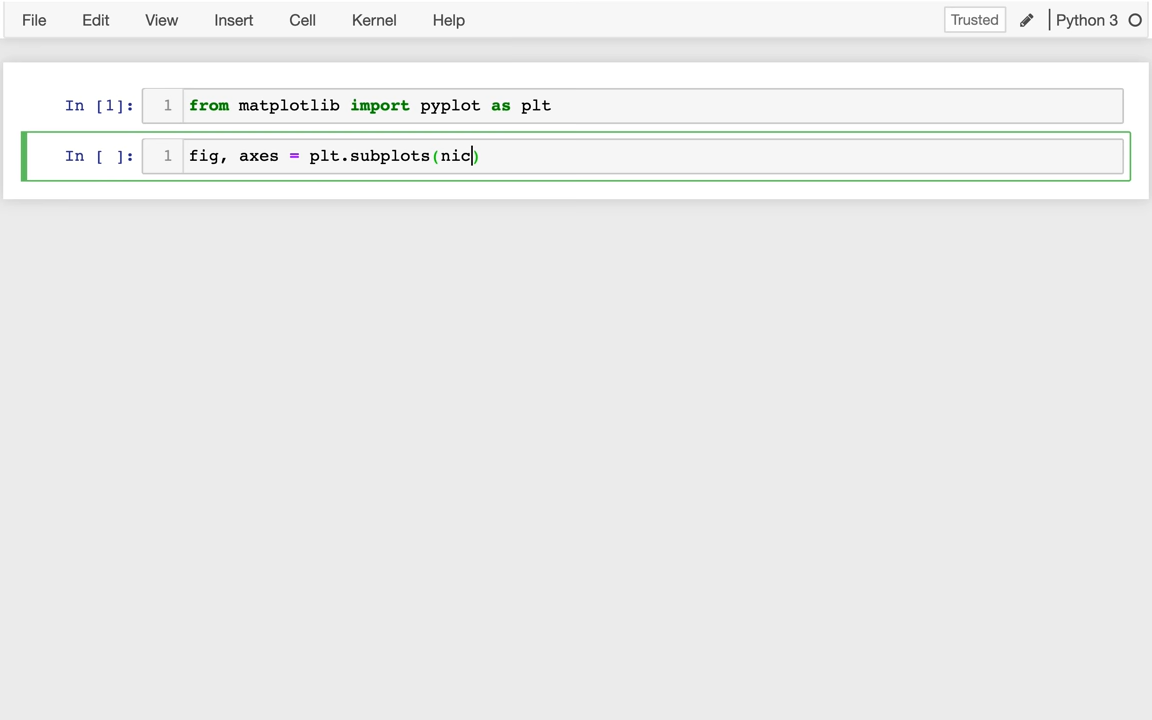 File Edit View Insert Cell Kernel Help Trusted Python 3
In [1]: 1 from matplotlib import pyplot as plt
In [ ]: 1 fig, axes = plt.subplots(nic)